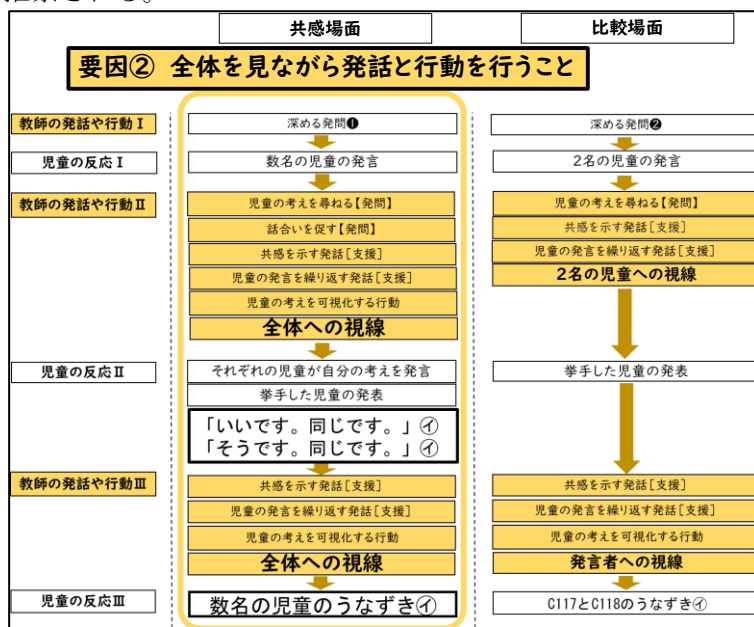 共感場面
比較場面
要因② 全体を見ながら発話と行動を行うこと
教師の発話や行動Ⅰ
深める発問❶
深める発問❷
児童の反応Ⅰ
数名の児童の発言
2名の児童の発言
教師の発話や行動Ⅱ
児童の考えを尋ねる【発問】
話合いを促す【発問】
共感を示す発話[支援]
児童の発言を繰り返す発話[支援]
児童の考えを可視化する行動
全体への視線
児童の考えを尋ねる【発問】
共感を示す発話[支援]
児童の発言を繰り返す発話[支援]
2名の児童への視線
児童の反応Ⅱ
それぞれの児童が自分の考えを発言
挙手した児童の発表
「いいです。同じです。」㋑
「そうです。同じです。」㋑
挙手した児童の発表
教師の発話や行動Ⅲ
共感を示す発話[支援]
児童の発言を繰り返す発話[支援]
児童の考えを可視化する行動
全体への視線
共感を示す発話[支援]
児童の発言を繰り返す発話[支援]
児童の考えを可視化する行動
発言者への視線
児童の反応Ⅲ
数名の児童のうなずき㋑
C117とC118のうなずき㋑